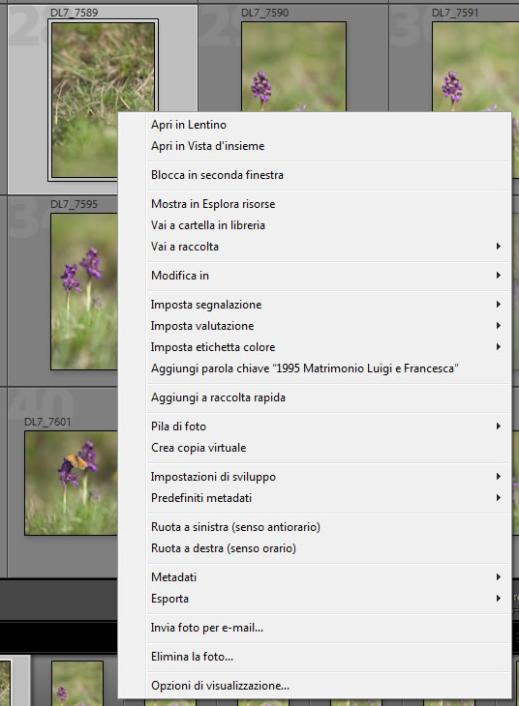 DL7_7589
DL7_7590
DL7_7591
Apri in Lentino
Apri in Vista d'insieme
Blocca in seconda finestra
Mostra in Esplora risorse
Vai a cartella in libreria
Vai a raccolta
Modifica in
Imposta segnalazione
Imposta valutazione
Imposta etichetta colore
Aggiungi parola chiave "1995 Matrimonio Luigi e Francesca"
Aggiungi a raccolta rapida
Pila di foto
Crea copia virtuale
Impostazioni di sviluppo
Predefiniti metadati
Ruota a sinistra (senso antiorario)
Ruota a destra (senso orario)
Metadati
Esporta
Invia foto per e-mail...
Elimina la foto...
Opzioni di visualizzazione...
DL7_7595
40
DL7_7601